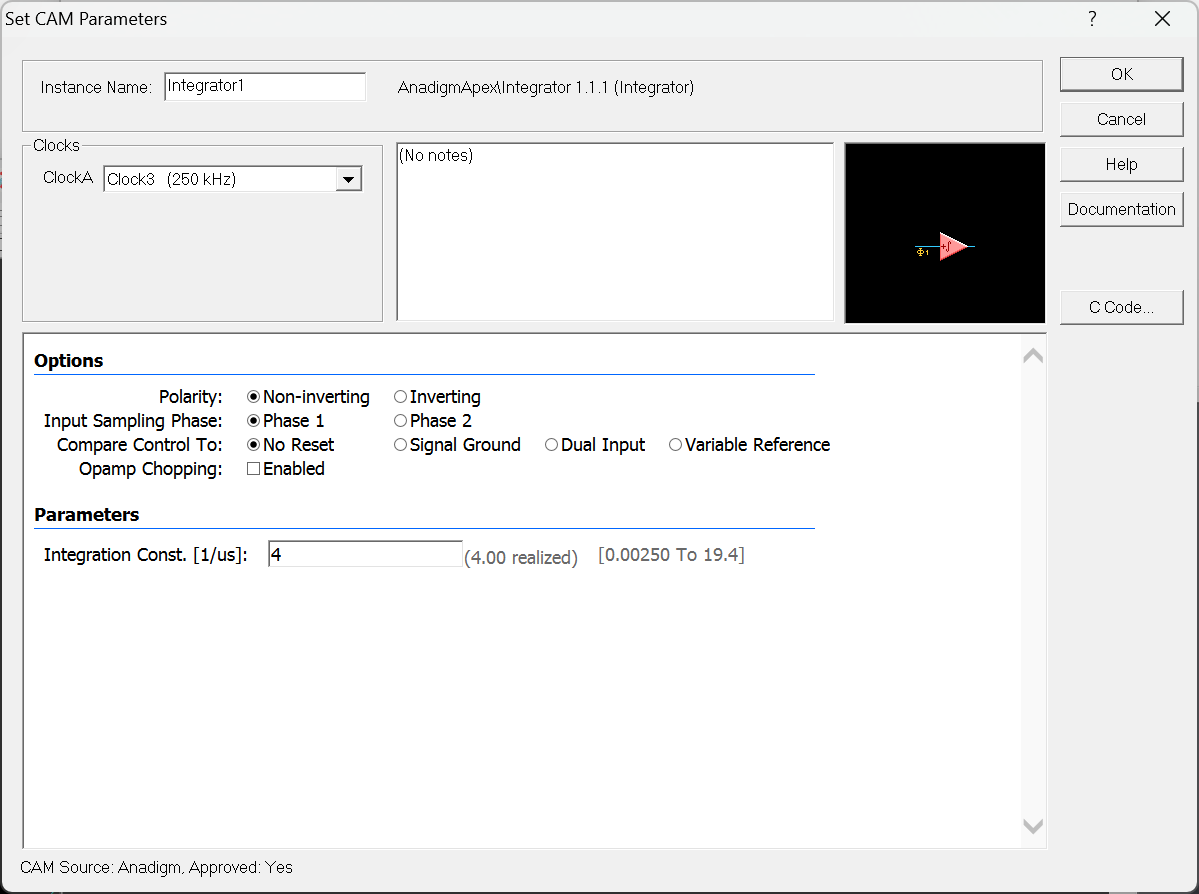 Set CAM Parameters
?
Instance Name: Integrator1 AnadigmApex\Integrator 1.1.1 (Integrator)
OK
Cancel
Help
Documentation
C Code...
Clocks
ClockA Clock3 (250 kHz)
(No notes)
+∫
Φ1
Options
Polarity: Non-inverting Inverting
Input Sampling Phase: Phase 1 Phase 2
Compare Control To: No Reset Signal Ground Dual Input Variable Reference
Opamp Chopping: Enabled
Parameters
Integration Const. [1/us]: 4 (4.00 realized) [0.00250 To 19.4]
CAM Source: Anadigm, Approved: Yes